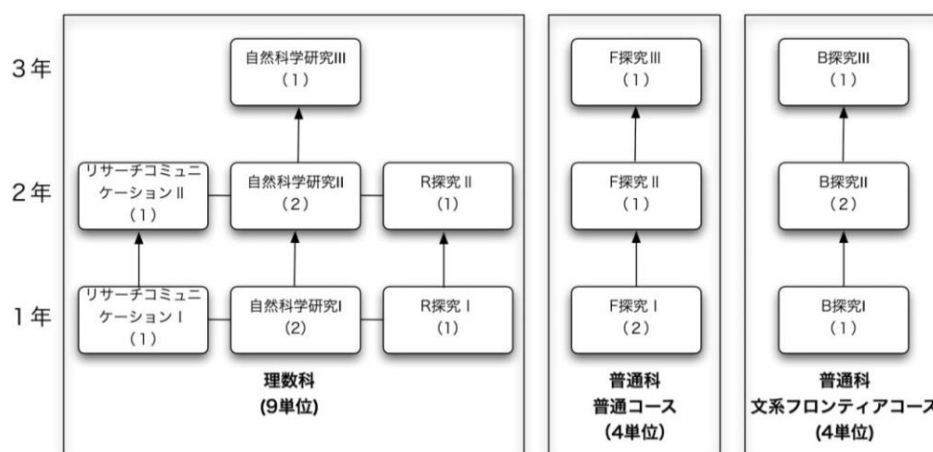 3年
自然科学研究III
(1)
F探究Ⅲ
(1)
B探究III
(1)
2年
リサーチコミュニ
ケーションⅡ
(1)
自然科学研究II
(2)
R探究Ⅱ
(1)
F探究Ⅱ
(1)
B探究II
(2)
1年
リサーチコミュニ
ケーションⅠ
(1)
自然科学研究I
(2)
R探究Ⅰ
(1)
F探究Ⅰ
(2)
B探究I
(1)
理数科
(9単位)
普通科
普通コース
(4単位)
普通科
文系フロンティアコース
(4単位)